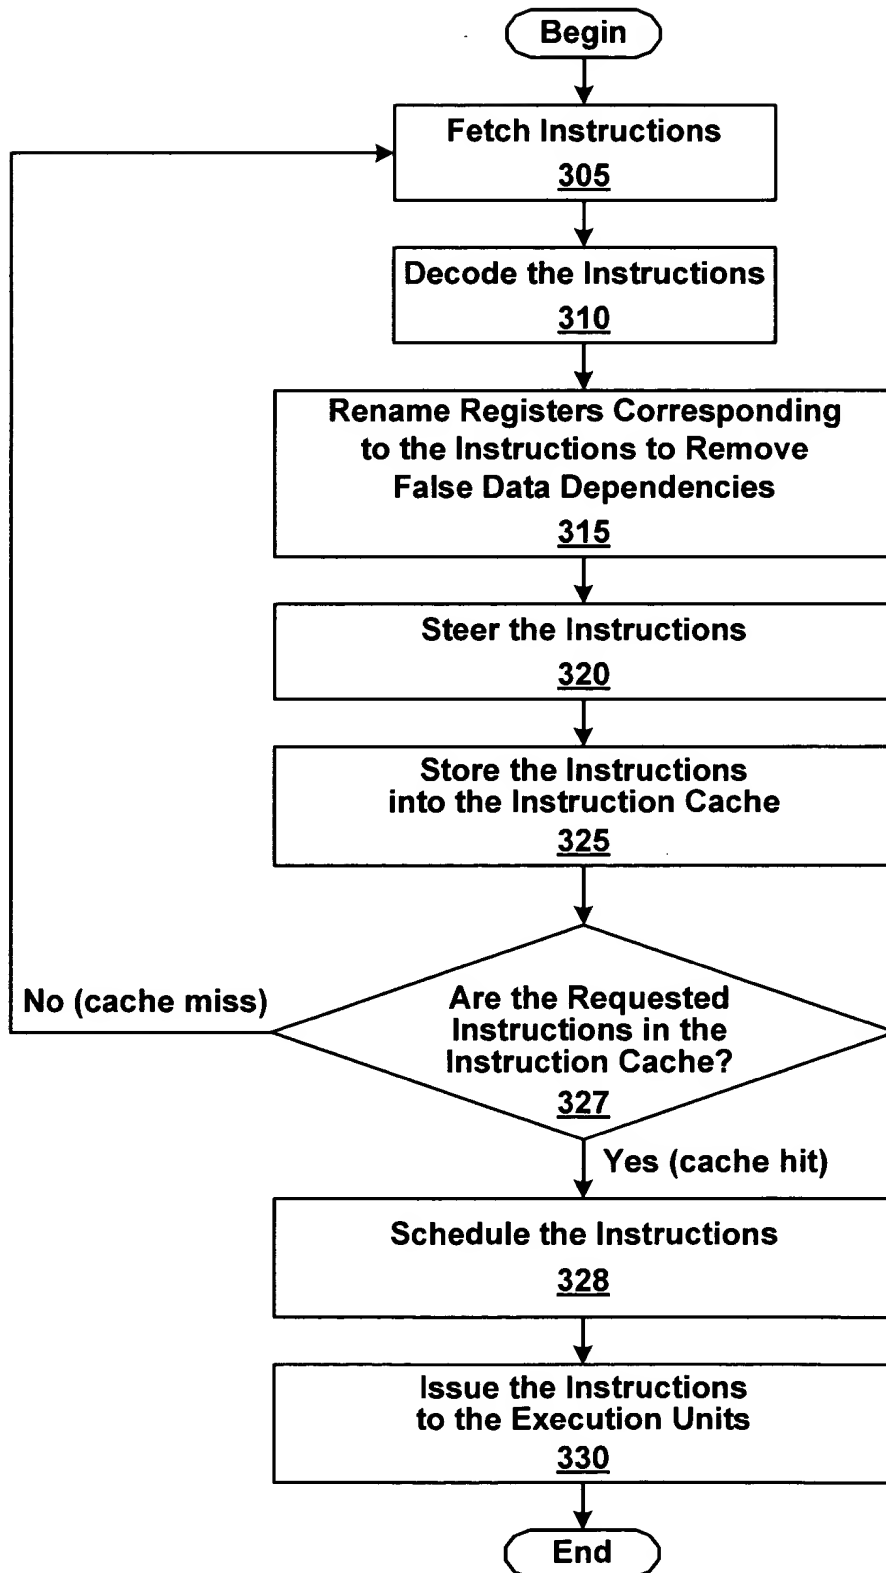 Begin
Fetch Instructions
305
Decode the Instructions
310
Rename Registers Corresponding
to the Instructions to Remove
False Data Dependencies
315
Steer the Instructions
320
Store the Instructions
into the Instruction Cache
325
No (cache miss)
Are the Requested
Instructions in the
Instruction Cache?
327
Yes (cache hit)
Schedule the Instructions
328
Issue the Instructions
to the Execution Units
330
End